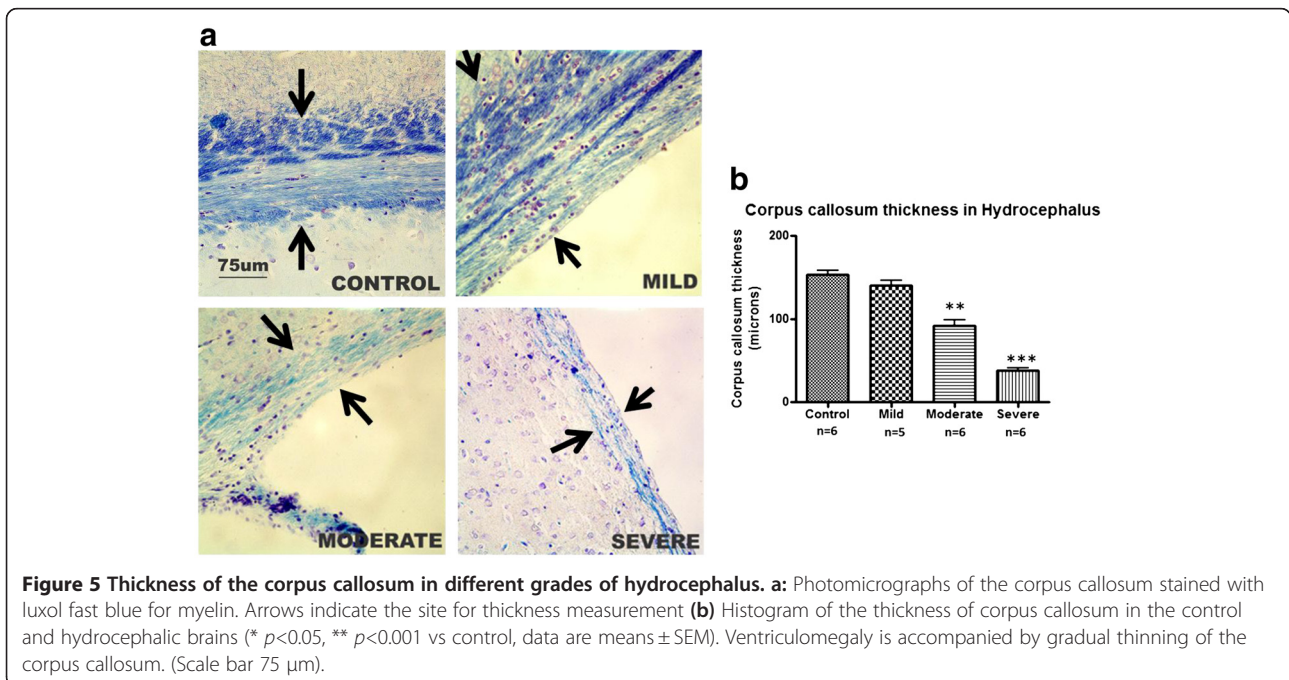 a
75um
CONTROL
MILD
MODERATE
SEVERE
b
Corpus callosum thickness in Hydrocephalus
Corpus callosum thickness
(microns)
200
100
0
**
***
Control Mild Moderate Severe
n=6 n=5 n=6 n=6
Figure 5 Thickness of the corpus callosum in different grades of hydrocephalus. a: Photomicrographs of the corpus callosum stained with
luxol fast blue for myelin. Arrows indicate the site for thickness measurement (b) Histogram of the thickness of corpus callosum in the control
and hydrocephalic brains (* p<0.05, ** p<0.001 vs control, data are means ± SEM). Ventriculomegaly is accompanied by gradual thinning of the
corpus callosum. (Scale bar 75 μm).